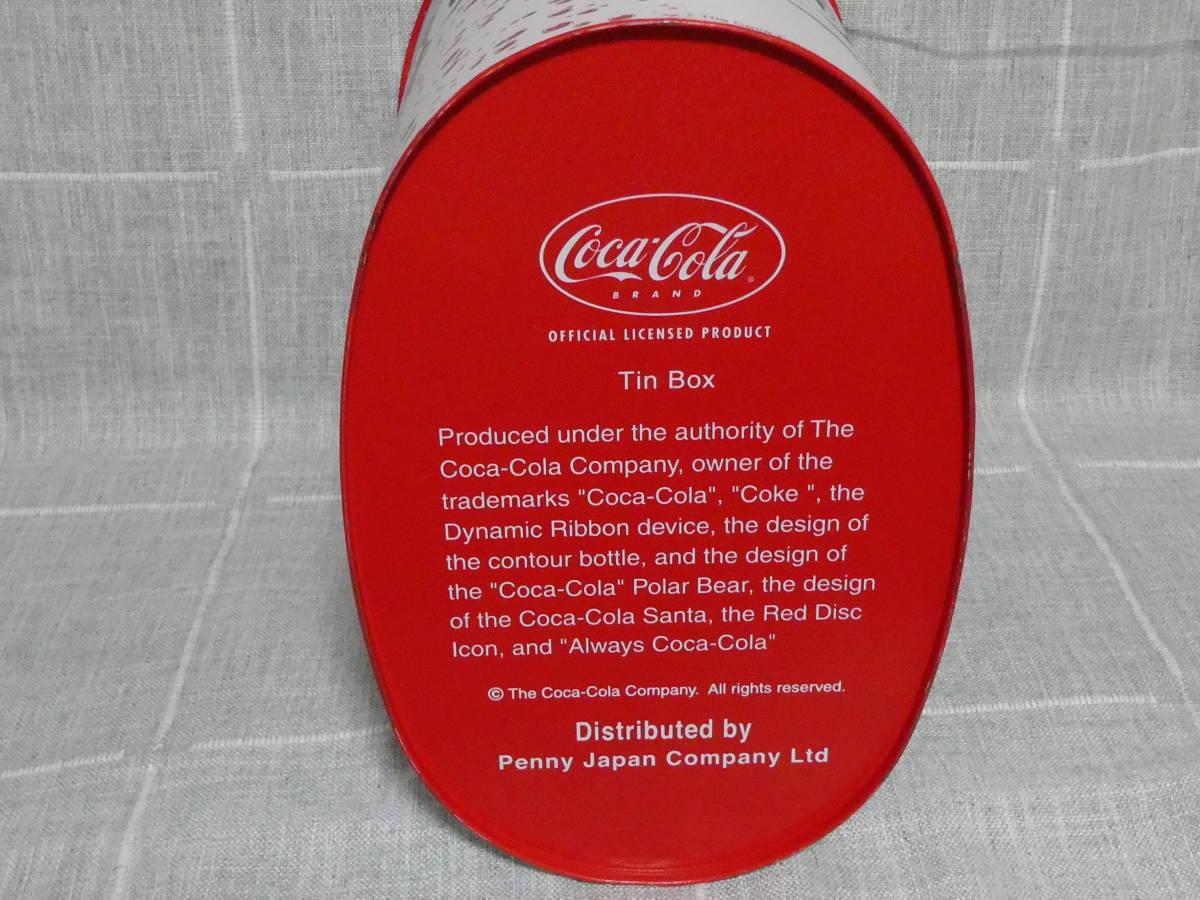 Coca-Cola®
BRAND
OFFICIAL LICENSED PRODUCT
Tin Box
Produced under the authority of The
Coca-Cola Company, owner of the
trademarks "Coca-Cola", "Coke ", the
Dynamic Ribbon device, the design of
the contour bottle, and the design of
the "Coca-Cola" Polar Bear, the design
of the Coca-Cola Santa, the Red Disc
Icon, and "Always Coca-Cola"
© The Coca-Cola Company. All rights reserved.
Distributed by
Penny Japan Company Ltd